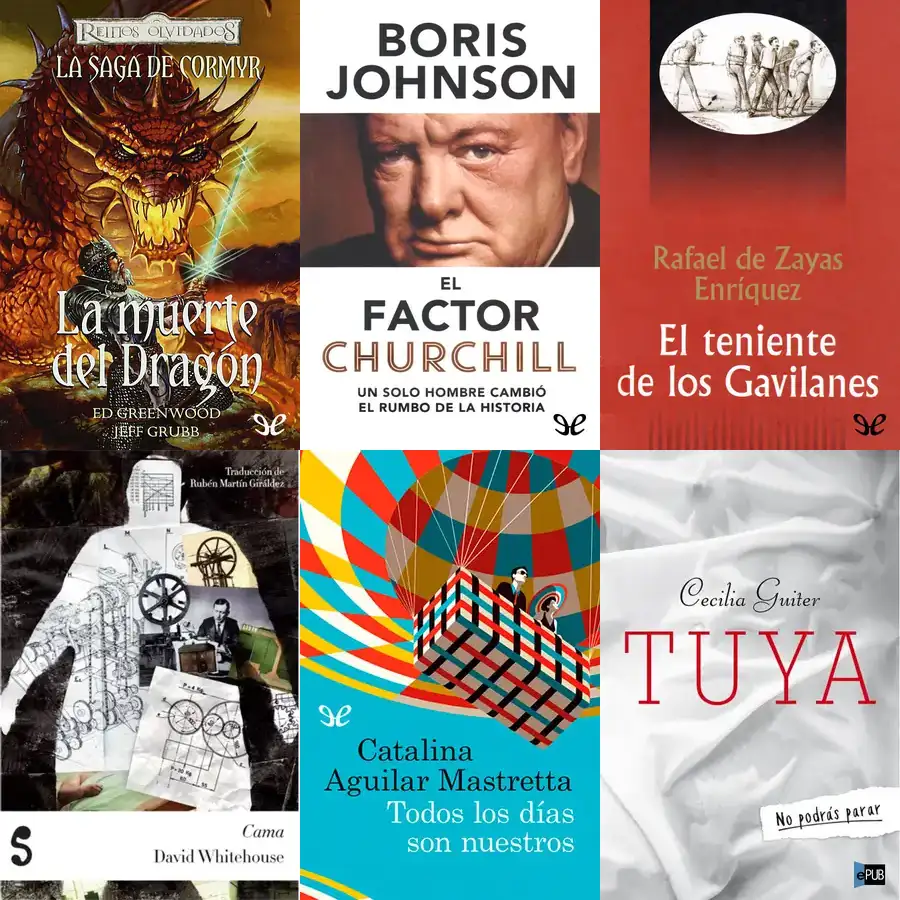 REINOS OLVIDADOS
LA SAGA DE CORMYR
La muerte
del Dragón
ED GREENWOOD
JEFF GRUBB
BORIS
JOHNSON
EL
FACTOR
CHURCHILL
UN SOLO HOMBRE CAMBIÓ
EL RUMBO DE LA HISTORIA
Rafael de Zayas
Enríquez
El teniente
de los Gavilanes
Traducción de
Rubén Martín Giráldez
Cama
David Whitehouse
Catalina
Aguilar Mastretta
Todos los días
son nuestros
Cecilia Guiter
TUYA
No podrás parar
ePUB